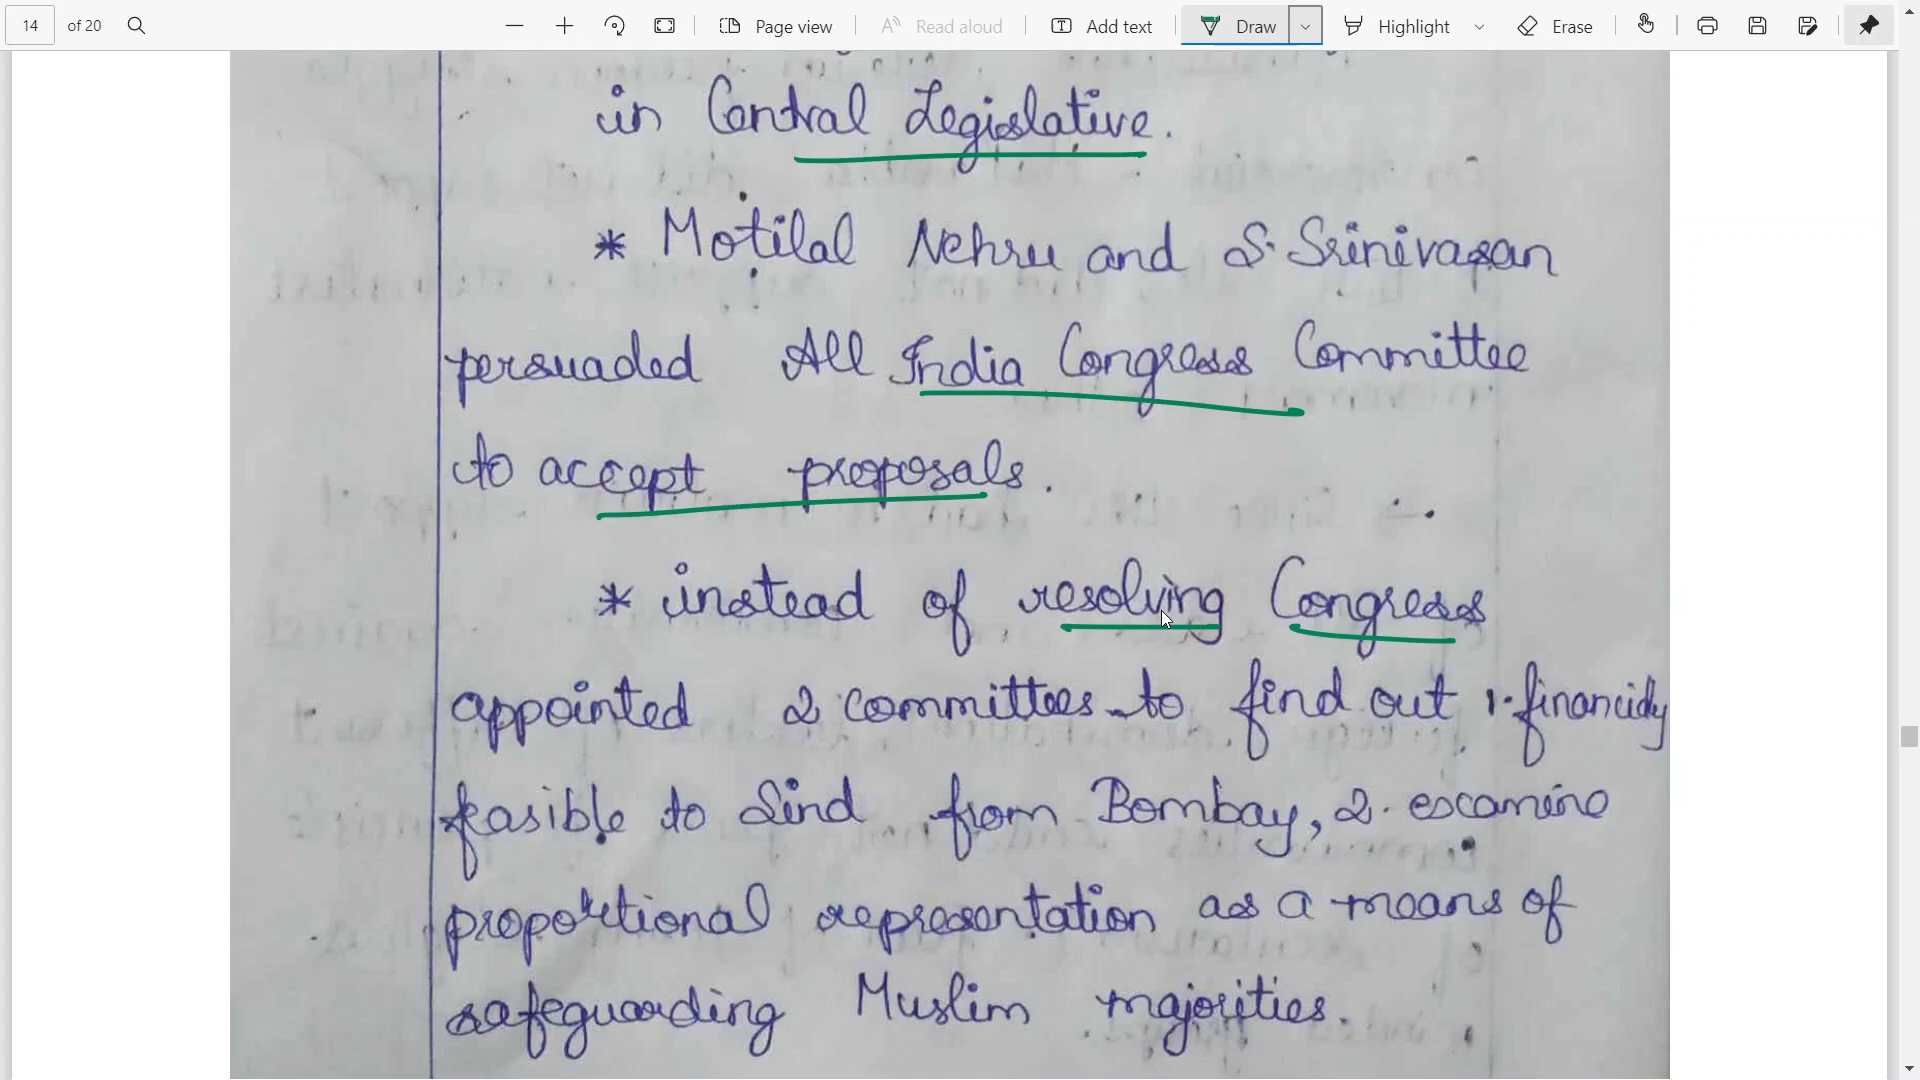 14 of 20 Page view Read aloud Add text Draw Highlight Erase
in Central Legislative.
* Motilal Nehru and S. Srinivasan
persuaded All India Congress Committee
to accept proposals.
* instead of resolving Congress
appointed 2 committees to find out 1. financidy
feasible to Sind from Bombay, 2. examine
proportional representation as a means of
safeguarding Muslim majorities.